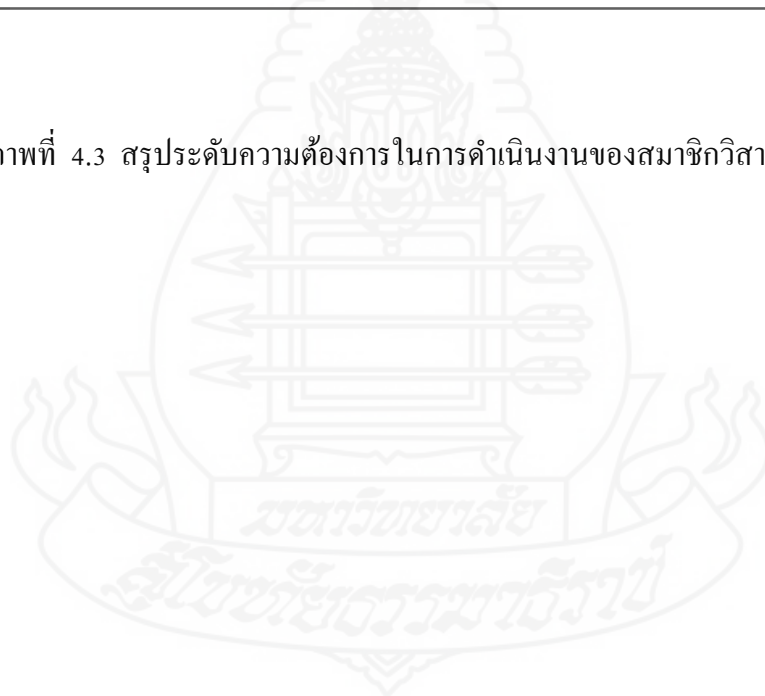 าพที่ 4.3 สรุประดับความต้องการในการดำเนินงานของสมาชิกวิสา
มหาวิทยาลัย
สุโขทัยธรรมาธิราช